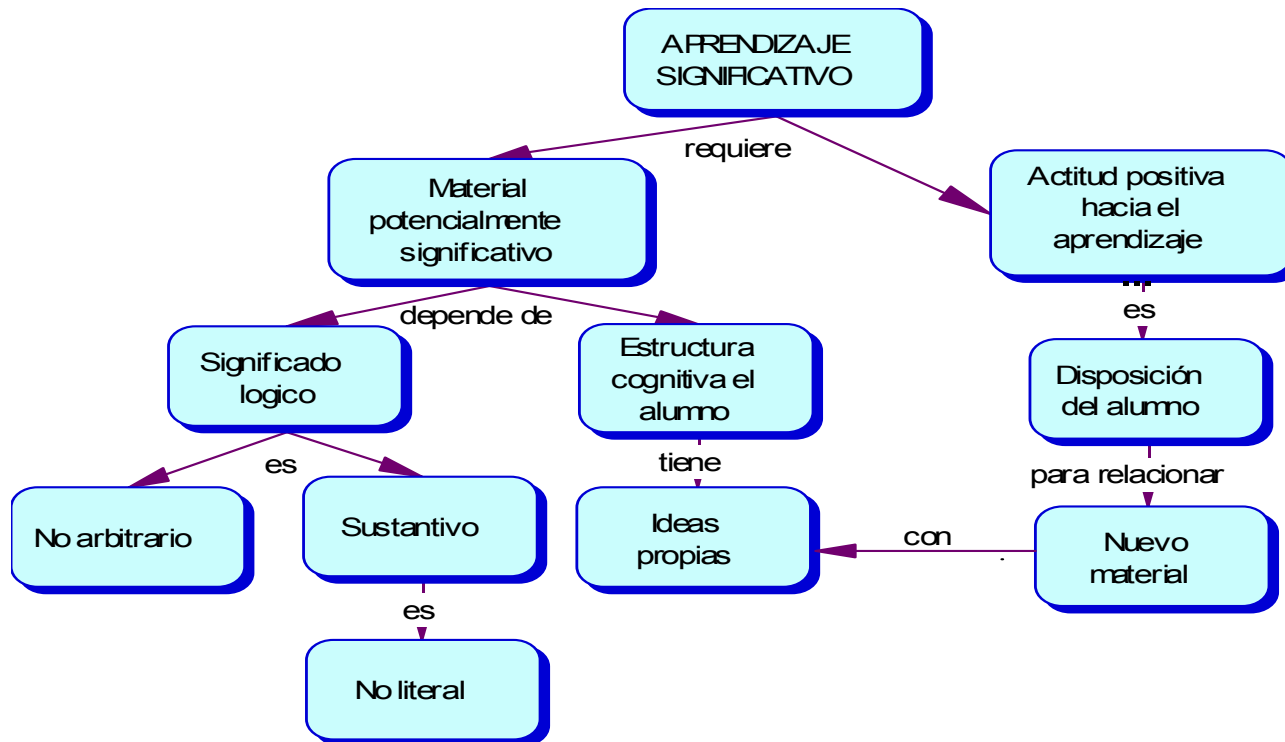 APRENDIZAJE
SIGNIFICATIVO
requiere
Material
potencialmente
significativo
Actitud positiva
hacia el
aprendizaje
...
depende de
es
Significado
logico
Estructura
cognitiva el
alumno
Disposición
del alumno
es
tiene
para relacionar
No arbitrario
Sustantivo
Ideas
propias
con
Nuevo
material
es
No literal